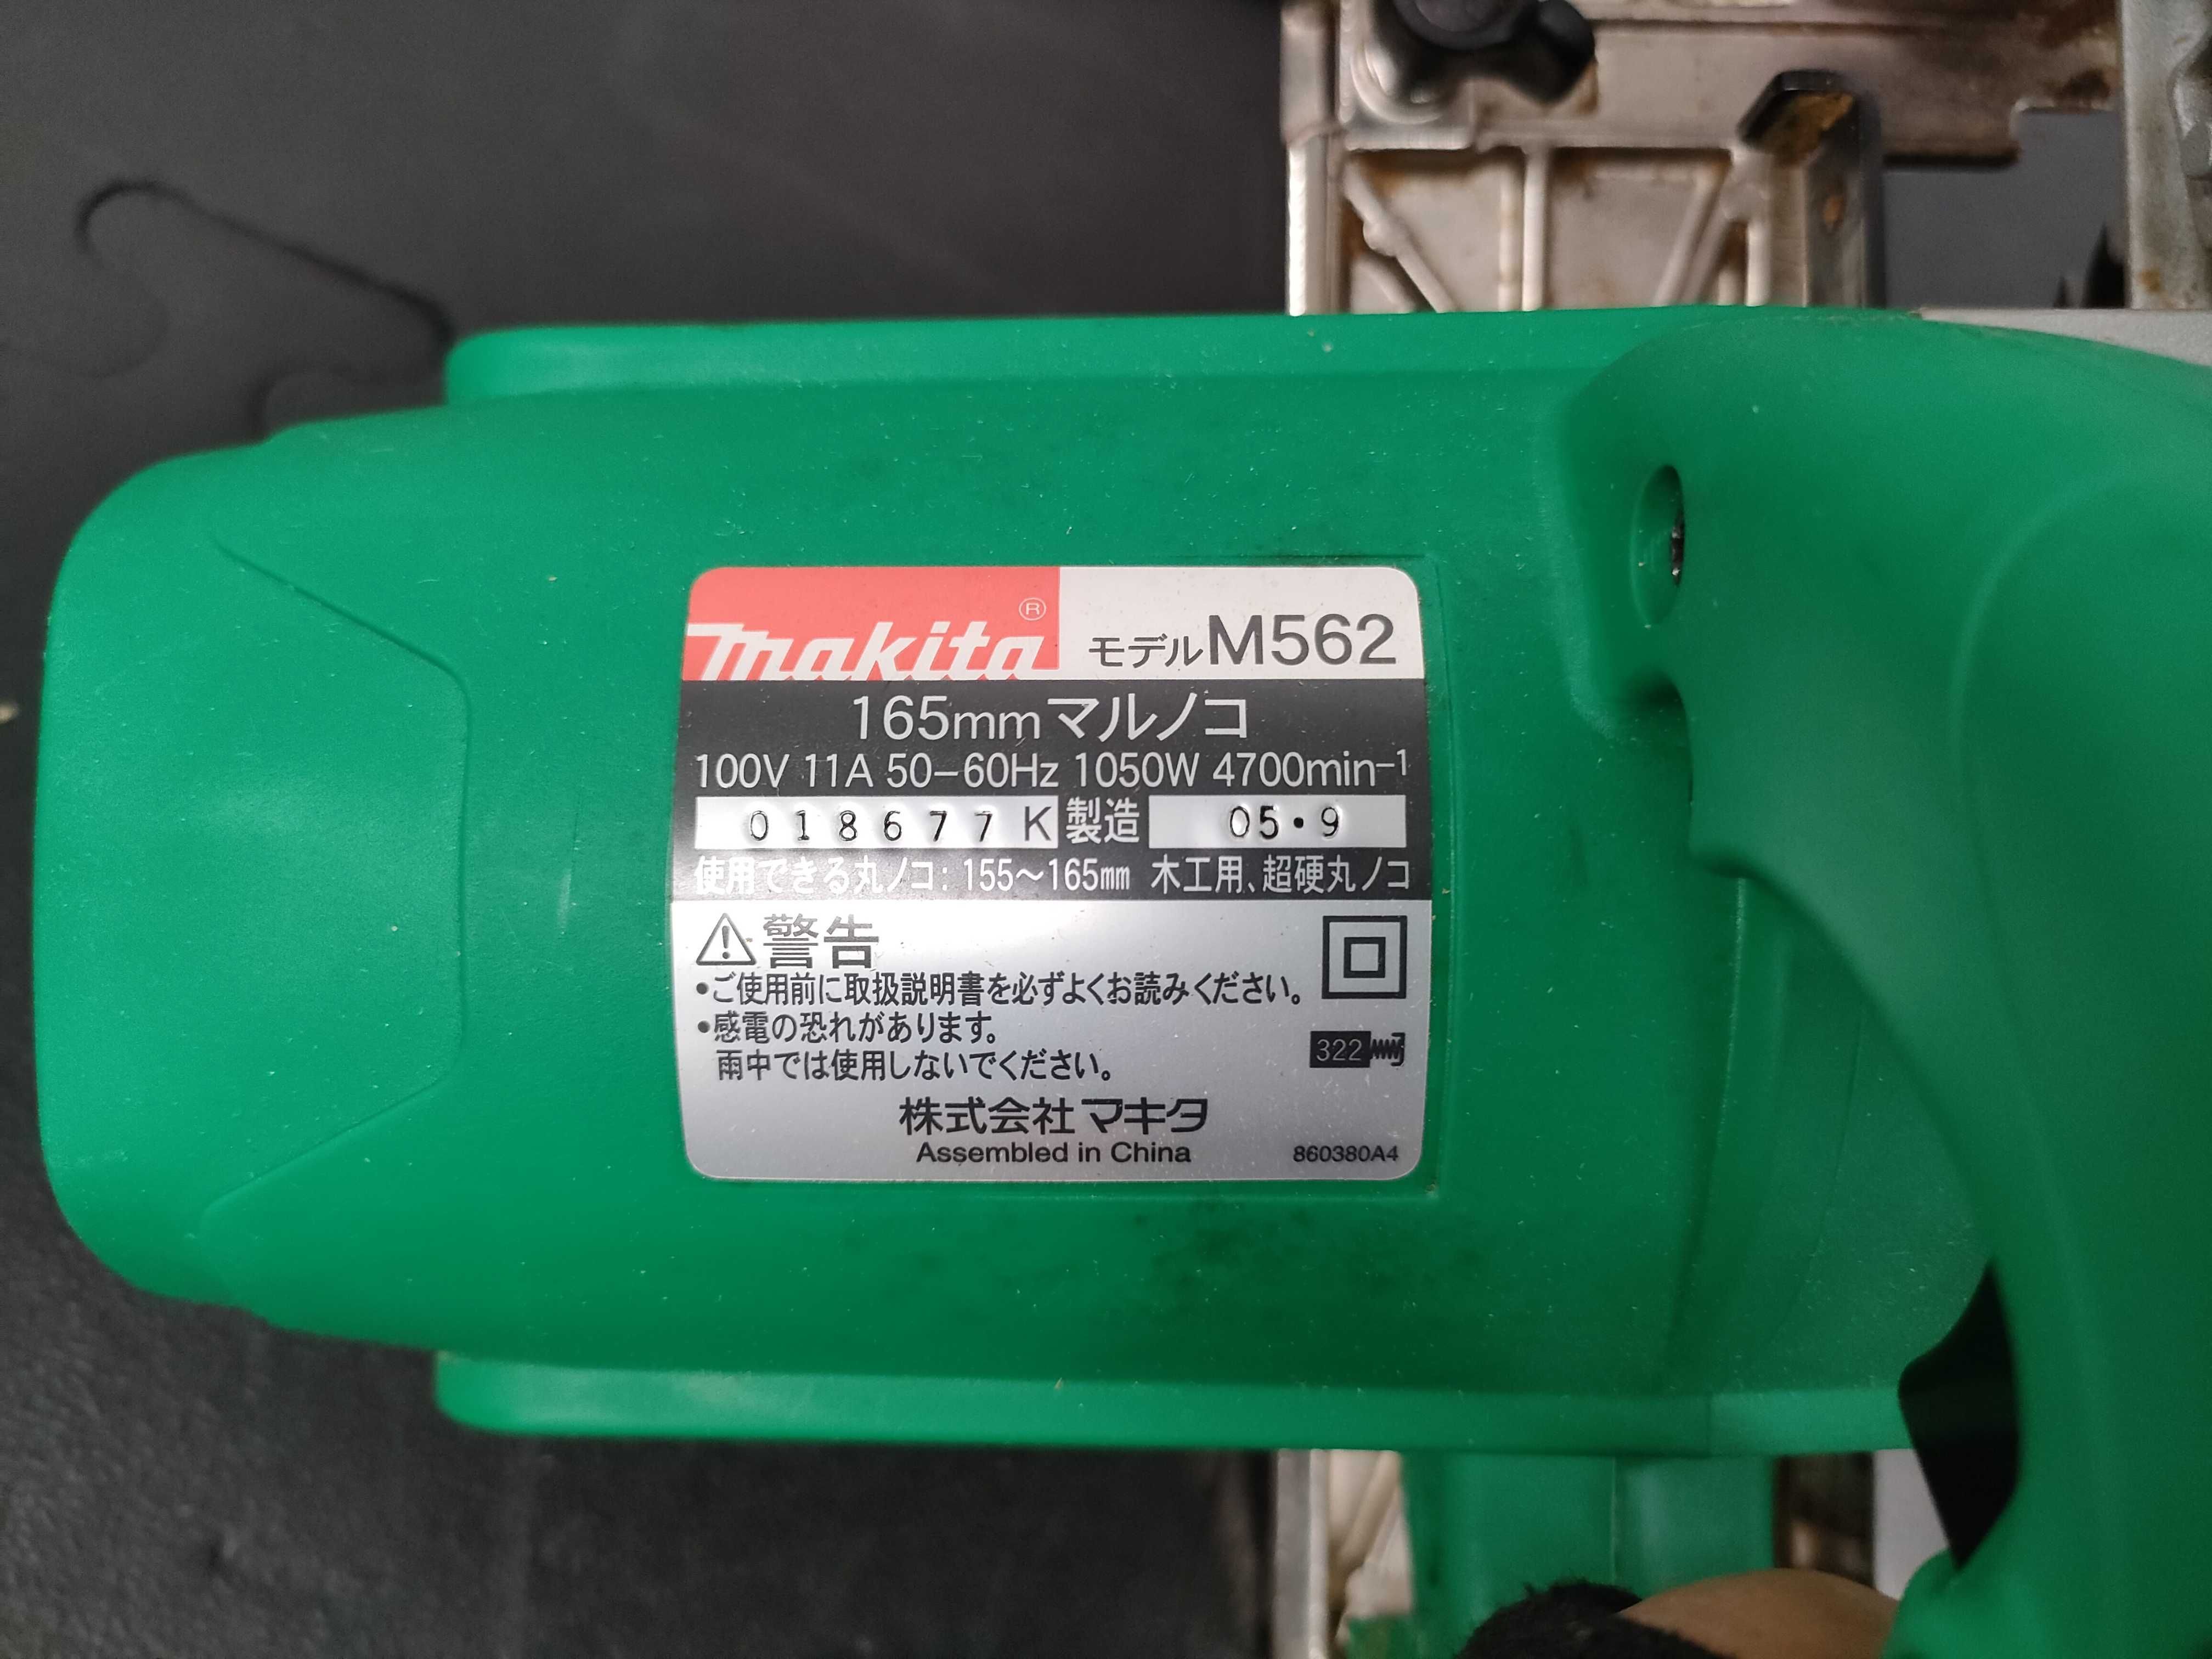 makita® モデルM562
165mmマルノコ
100V 11A 50-60Hz 1050W 4700min⁻¹
018677K 製造 05・9
使用できる丸ノコ:155〜165mm 木工用、超硬丸ノコ
⚠警告
•ご使用前に取扱説明書を必ずよくお読みください。
•感電の恐れがあります。
雨中では使用しないでください。
322
株式会社マキタ
Assembled in China 860380A4